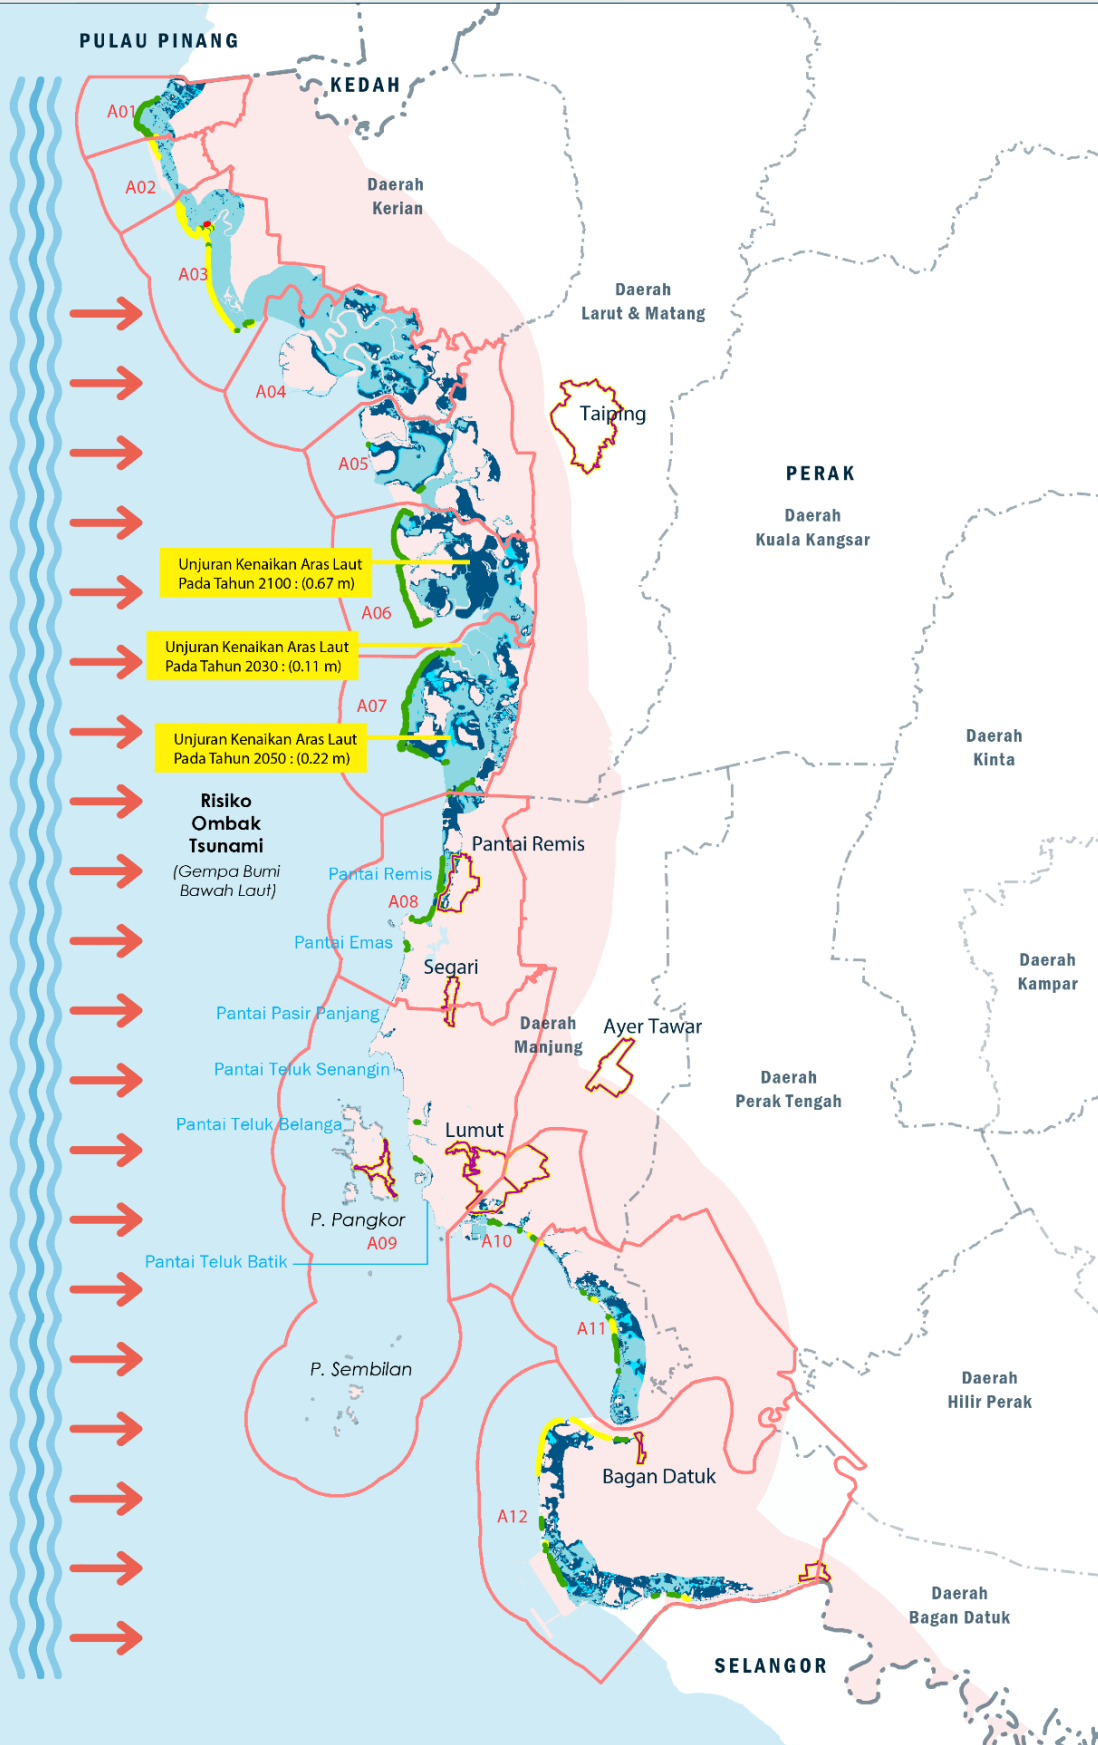 PULAU PINANG
KEDAH
A01
A02
Daerah
Kerian
A03
Daerah
Larut & Matang
A04
Taiping
A05
PERAK
Daerah
Kuala Kangsar
Unjuran Kenaikan Aras Laut
Pada Tahun 2100 : (0.67 m)
A06
Unjuran Kenaikan Aras Laut
Pada Tahun 2030 : (0.11 m)
A07
Unjuran Kenaikan Aras Laut
Pada Tahun 2050 : (0.22 m)
Daerah
Kinta
Risiko
Ombak
Tsunami
(Gempa Bumi
Bawah Laut)
Pantai Remis
Pantai Remis
A08
Pantai Emas
Segari
Daerah
Kampar
Pantai Pasir Panjang
Daerah
Manjung
Ayer Tawar
Pantai Teluk Senangin
Daerah
Perak Tengah
Pantai Teluk Belanga
Lumut
P. Pangkor
A09
A10
Pantai Teluk Batik
A11
P. Sembilan
Daerah
Hilir Perak
Bagan Datuk
A12
Daerah
Bagan Datuk
SELANGOR